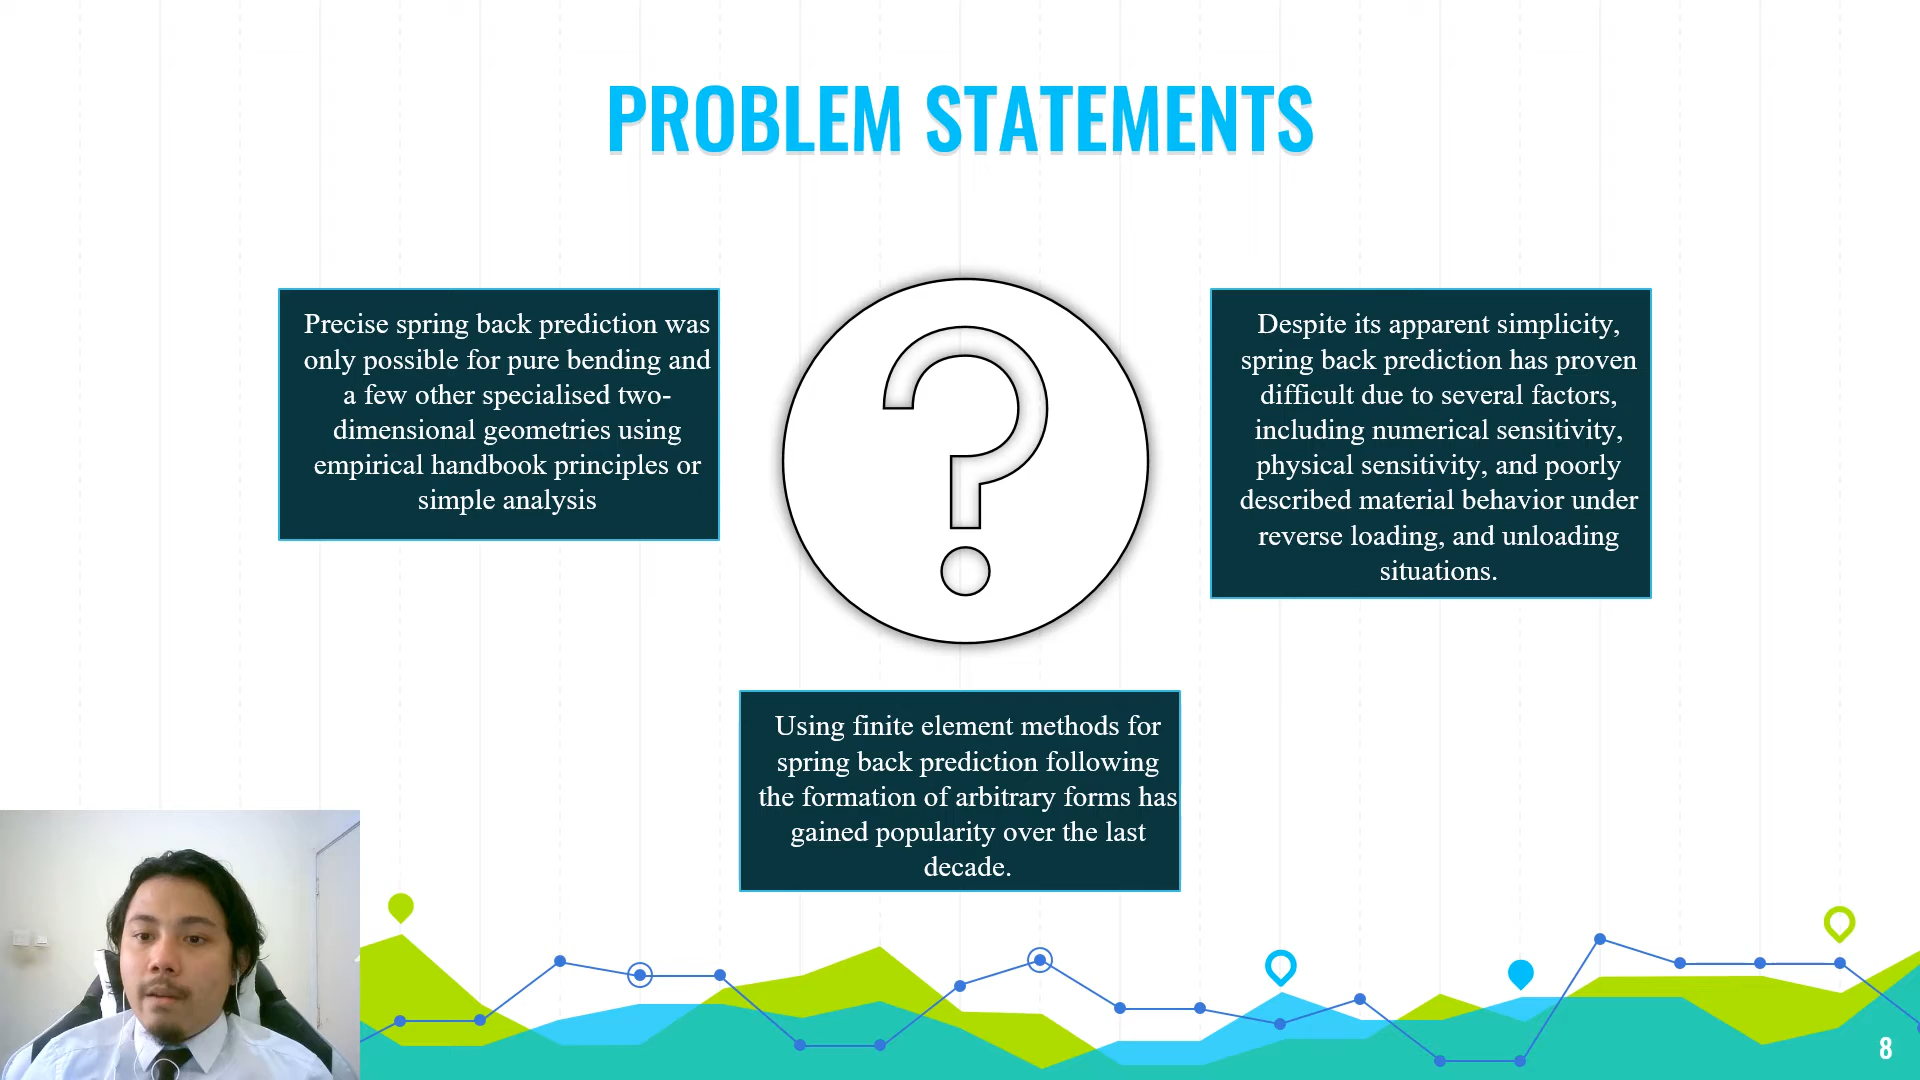 PROBLEM STATEMENTS
Precise spring back prediction was
only possible for pure bending and
a few other specialised two-
dimensional geometries using
empirical handbook principles or
simple analysis
?
Despite its apparent simplicity,
spring back prediction has proven
difficult due to several factors,
including numerical sensitivity,
physical sensitivity, and poorly
described material behavior under
reverse loading, and unloading
situations.
Using finite element methods for
spring back prediction following
the formation of arbitrary forms has
gained popularity over the last
decade.
8